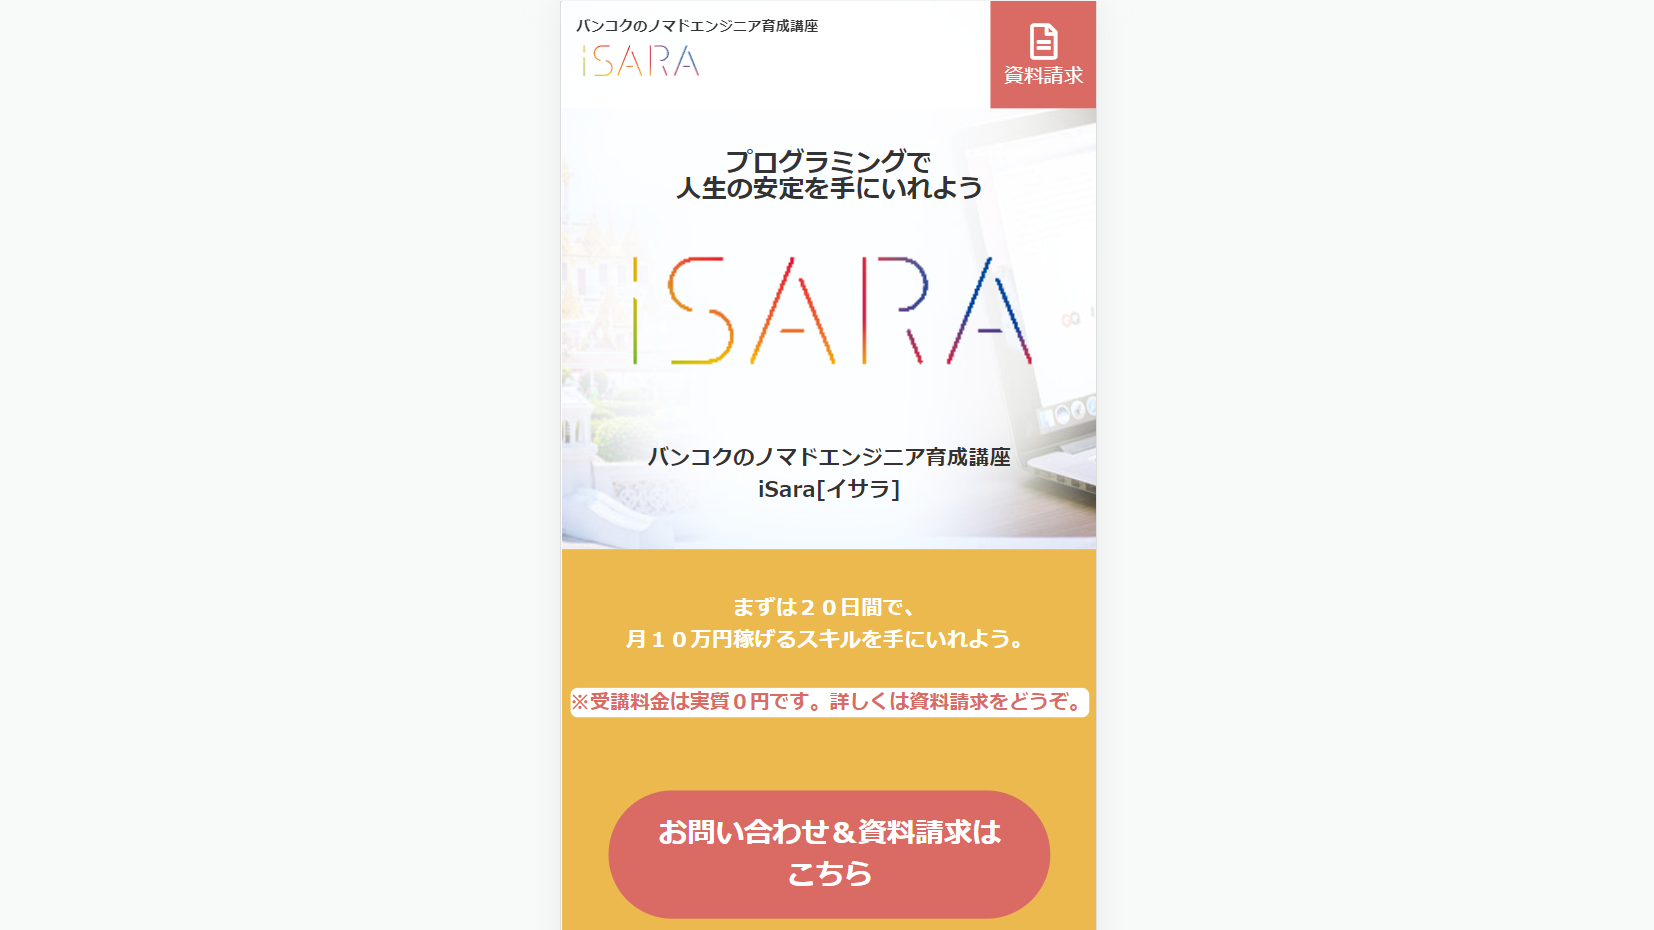 バンコクのノマドエンジニア育成講座
iSARA
資料請求
プログラミングで
人生の安定を手にいれよう
iSARA
バンコクのノマドエンジニア育成講座
iSara[イサラ]
まずは２０日間で、
月１０万円稼げるスキルを手にいれよう。
※受講料金は実質０円です。詳しくは資料請求をどうぞ。
お問い合わせ＆資料請求は
こちら